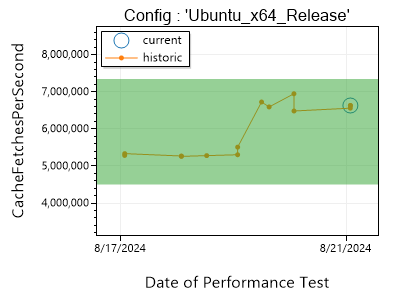 Config : 'Ubuntu_x64_Release'
current
historic
8,000,000
7,000,000
6,000,000
5,000,000
4,000,000
CacheFetchesPerSecond
8/17/2024
8/21/2024
Date of Performance Test